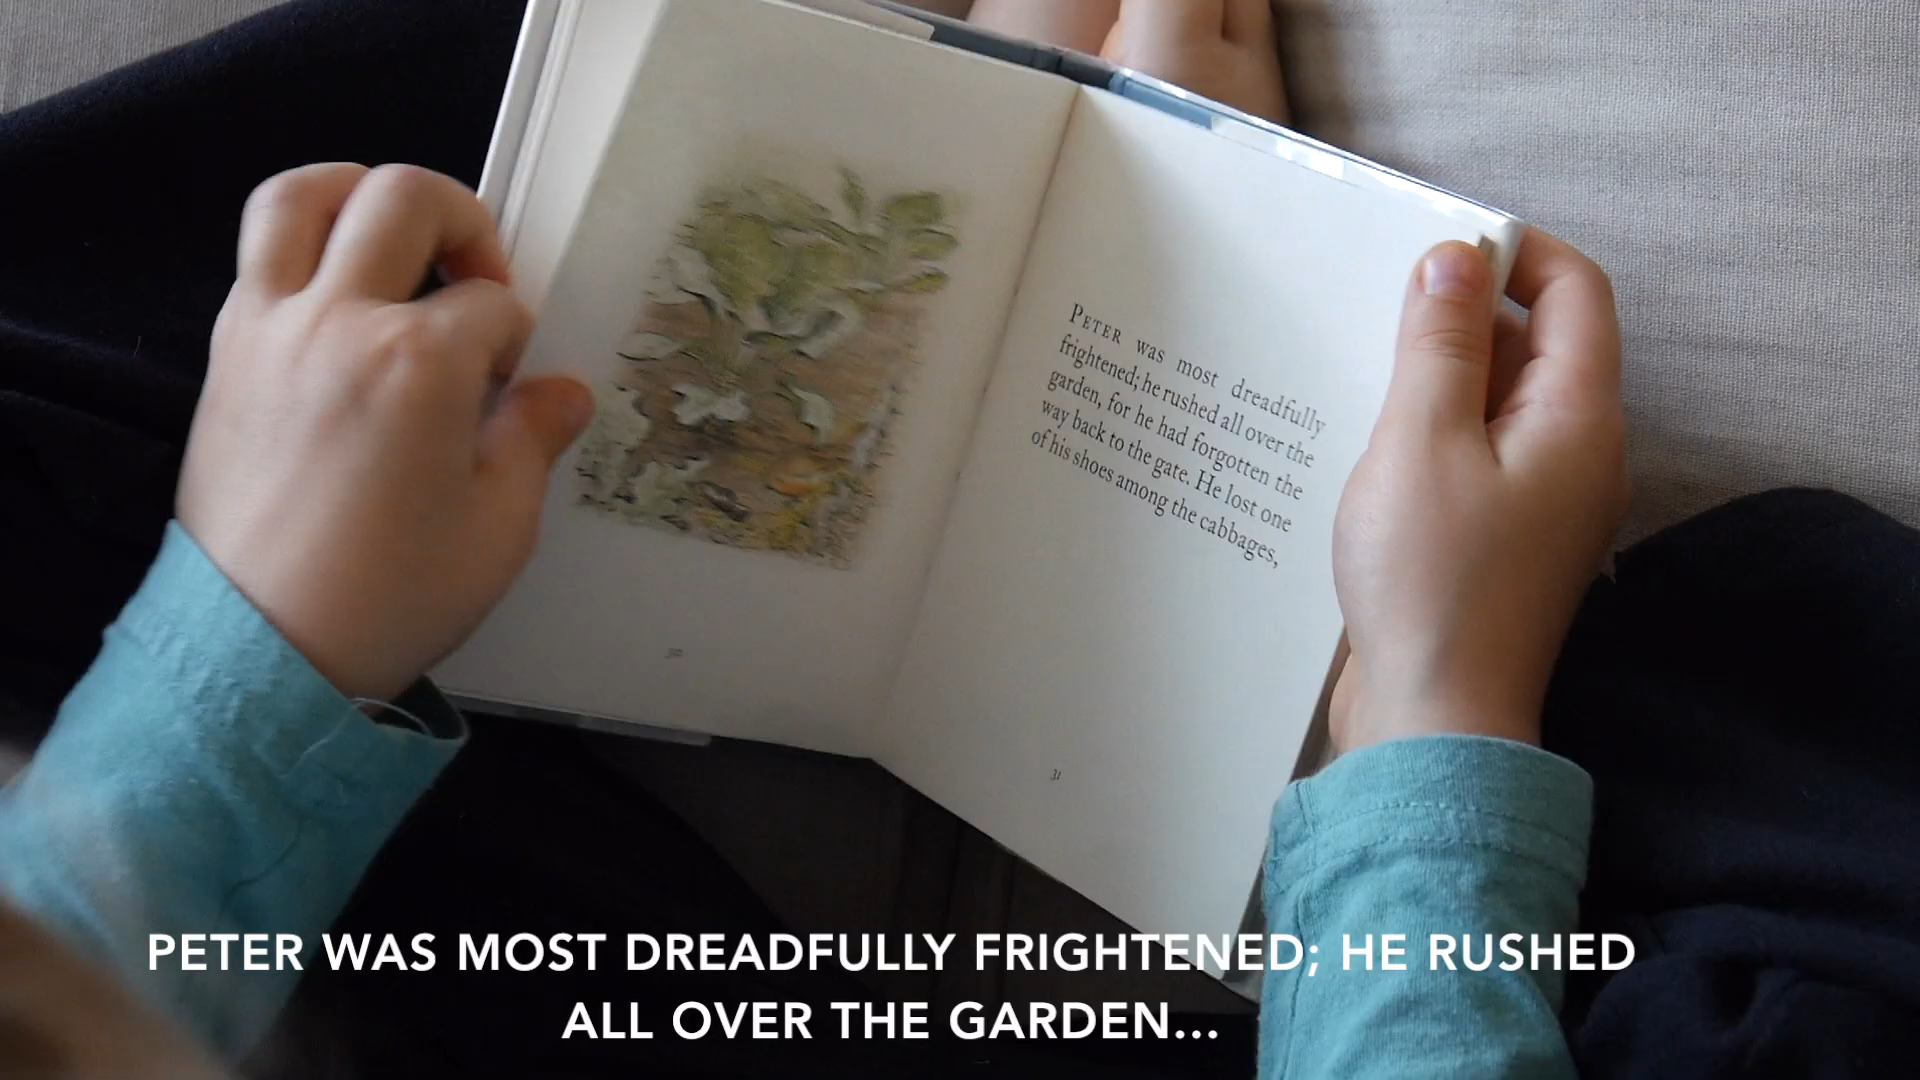 PETER was most dreadfully
frightened; he rushed all over the
garden, for he had forgotten the
way back to the gate. He lost one
of his shoes among the cabbages,
30
31
PETER WAS MOST DREADFULLY FRIGHTENED; HE RUSHED
ALL OVER THE GARDEN...